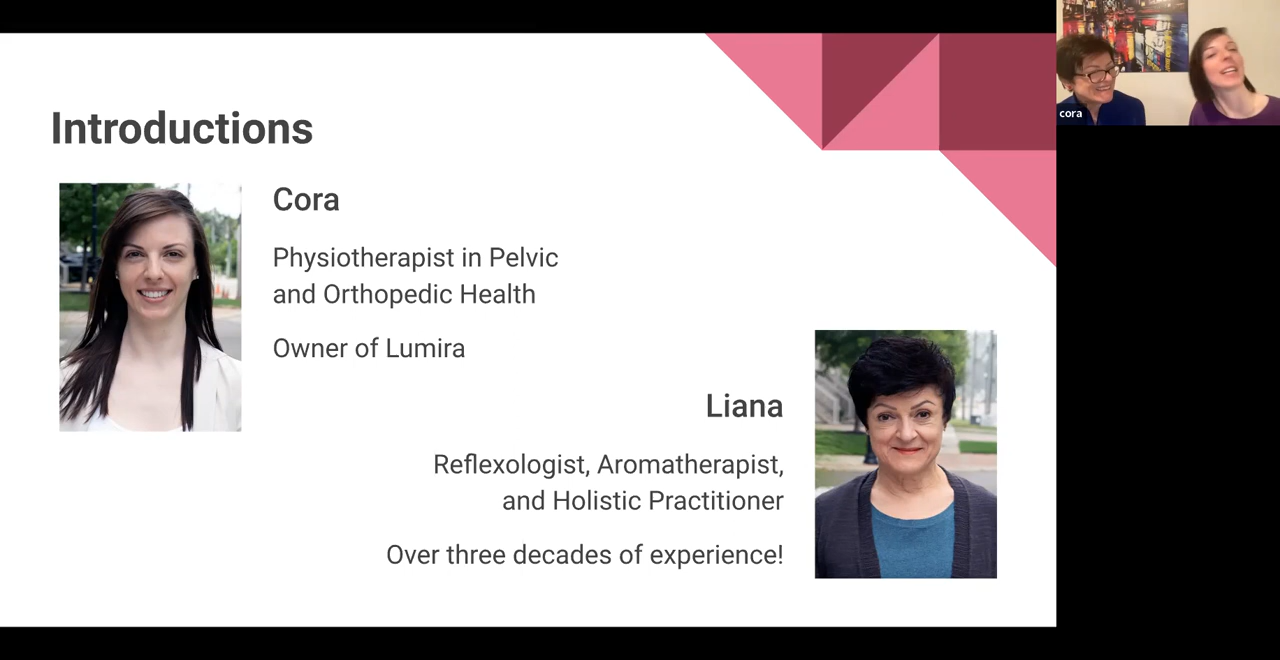 Introductions
Cora
Physiotherapist in Pelvic
and Orthopedic Health
Owner of Lumira
Liana
Reflexologist, Aromatherapist,
and Holistic Practitioner
Over three decades of experience!
cora